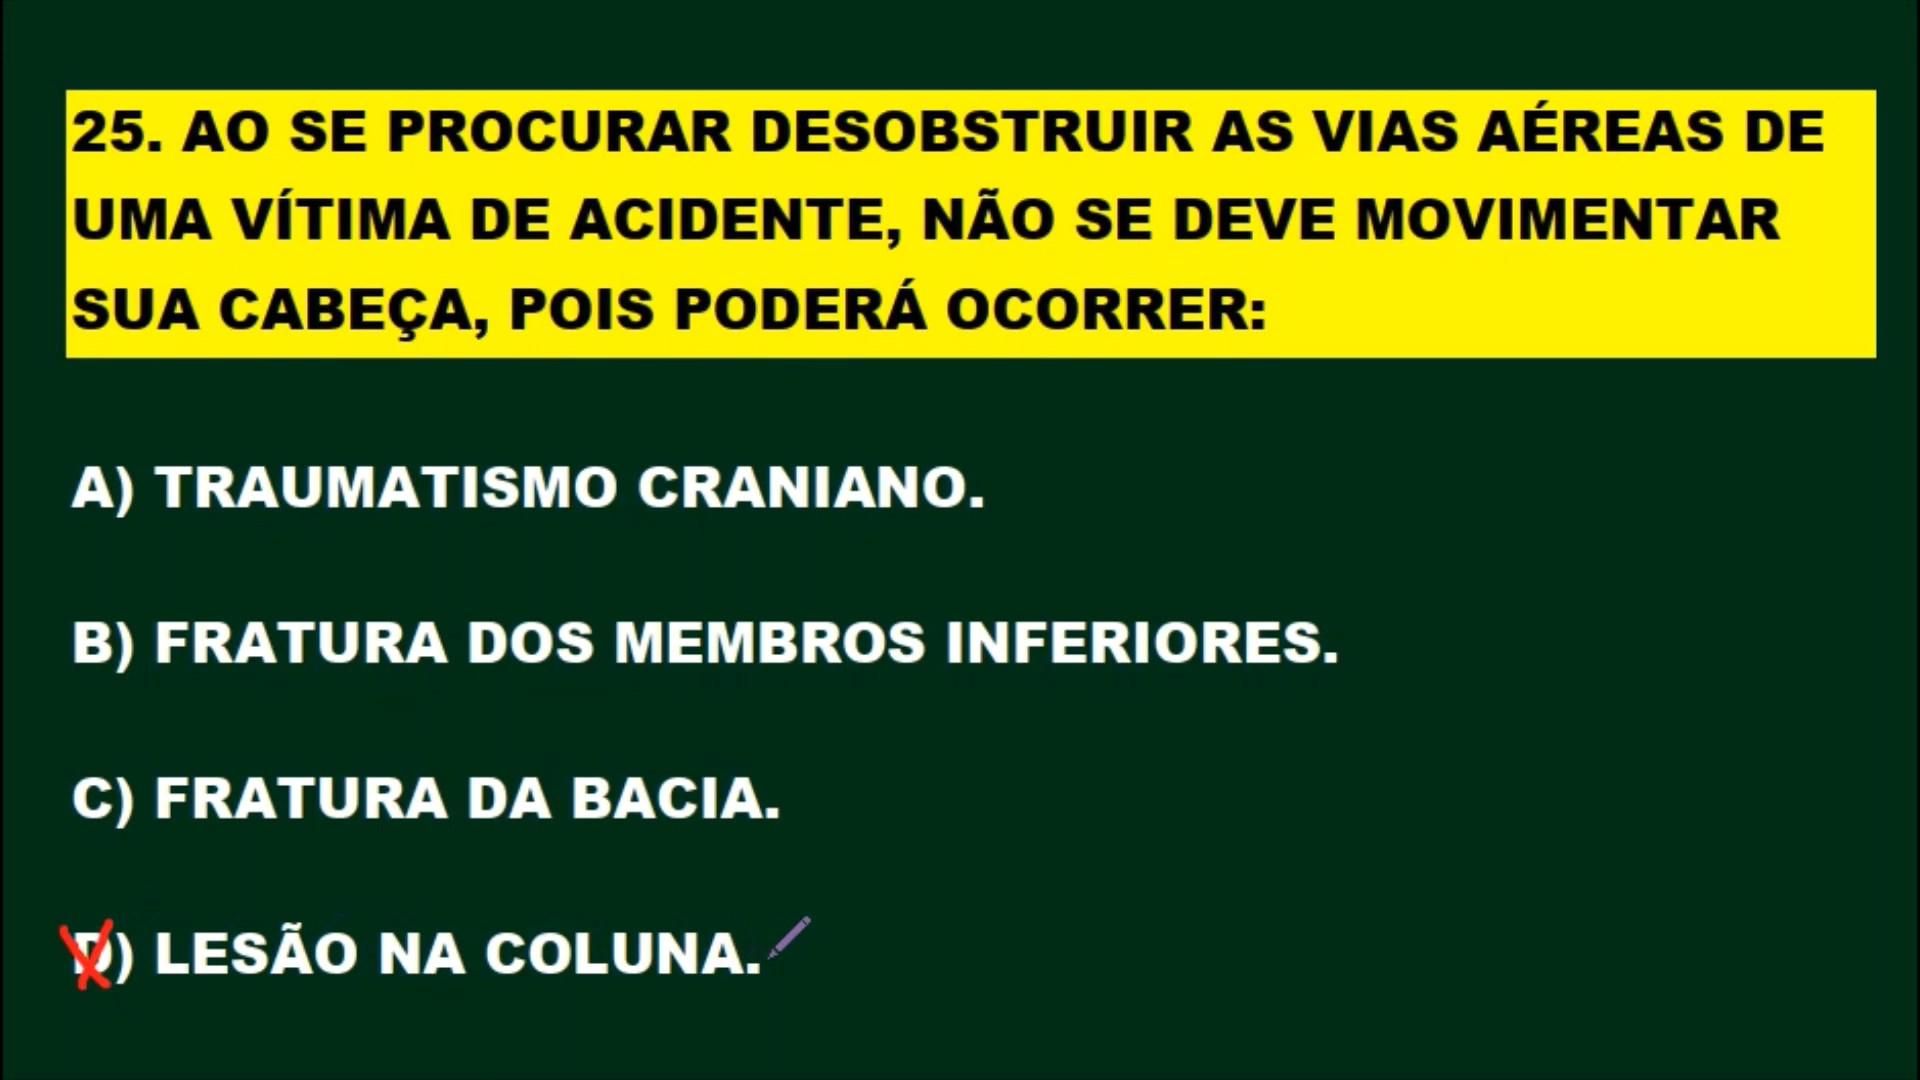 25. AO SE PROCURAR DESOBSTRUIR AS VIAS AÉREAS DE
UMA VÍTIMA DE ACIDENTE, NÃO SE DEVE MOVIMENTAR
SUA CABEÇA, POIS PODERÁ OCORRER:
A) TRAUMATISMO CRANIANO.
B) FRATURA DOS MEMBROS INFERIORES.
C) FRATURA DA BACIA.
D) LESÃO NA COLUNA.